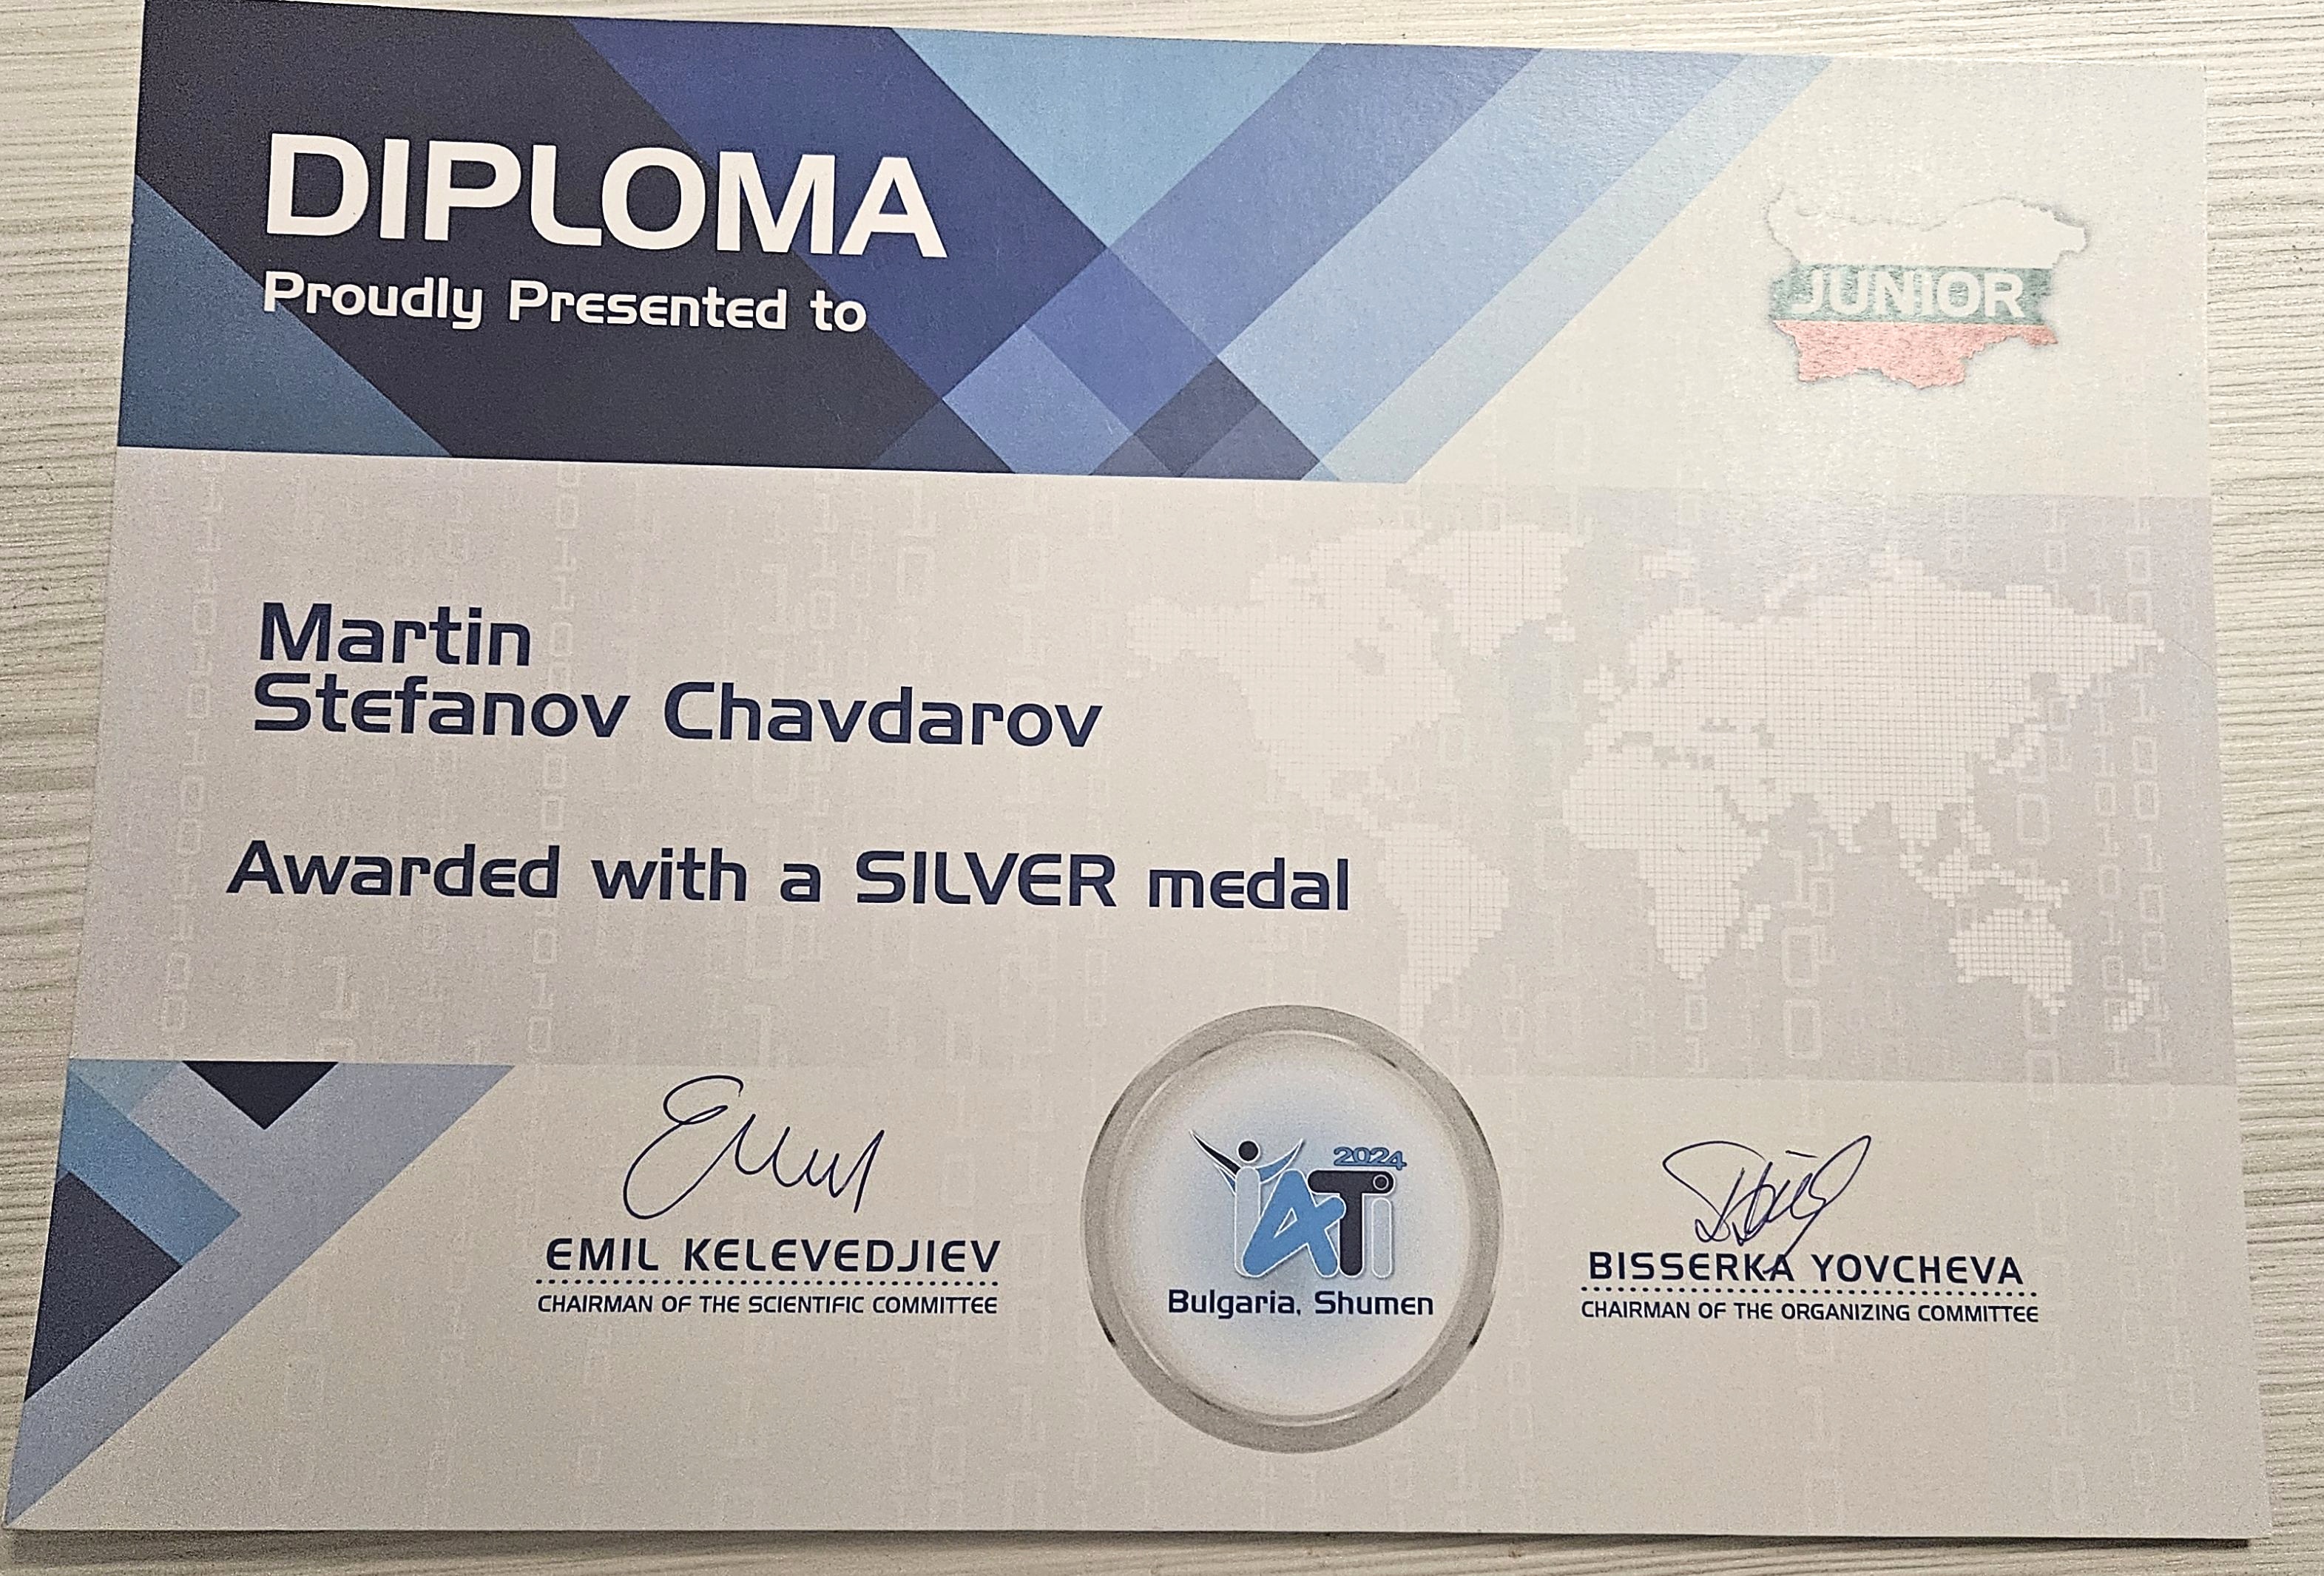 DIPLOMA
Proudly Presented to
JUNIOR
Martin
Stefanov Chavdarov
Awarded with a SILVER medal
EMIL KELEVEDJIEV
CHAIRMAN OF THE SCIENTIFIC COMMITTEE
2024
iATi
Bulgaria, Shumen
BISSERKA YOVCHEVA
CHAIRMAN OF THE ORGANIZING COMMITTEE